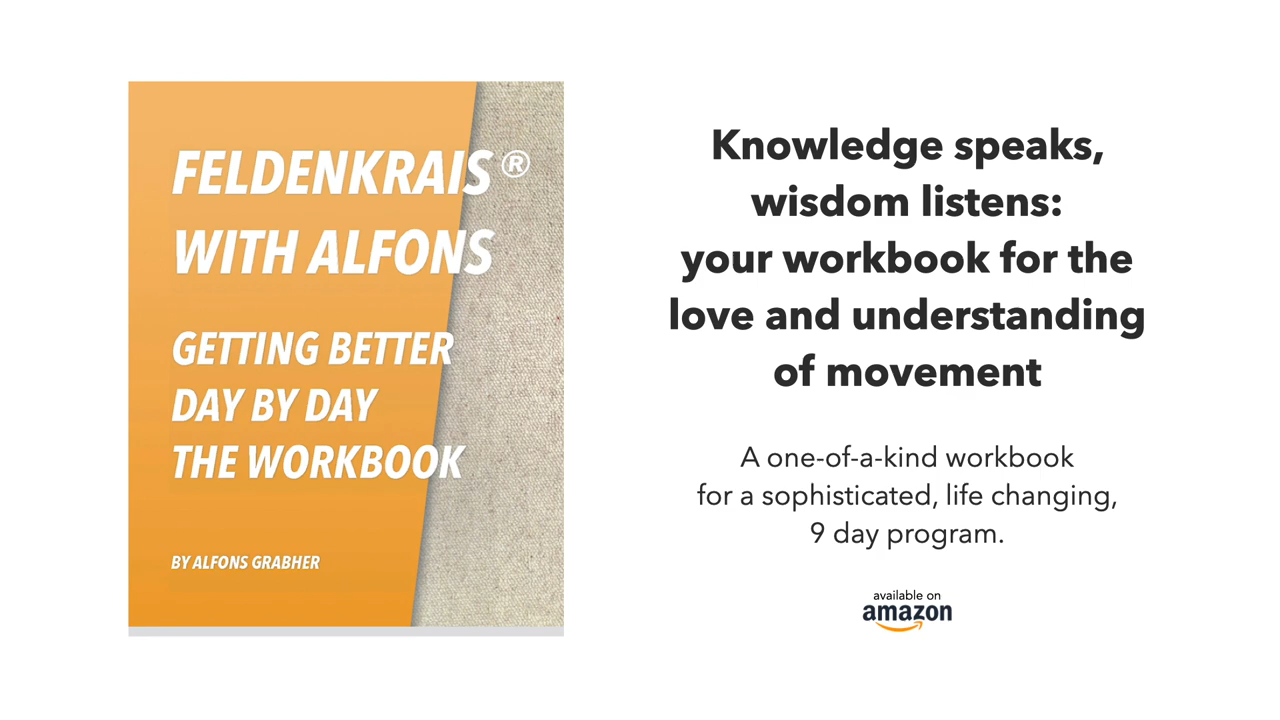 FELDENKRAIS®
WITH ALFONS
GETTING BETTER
DAY BY DAY
THE WORKBOOK
BY ALFONS GRABHER
Knowledge speaks,
wisdom listens:
your workbook for the
love and understanding
of movement
A one-of-a-kind workbook
for a sophisticated, life changing,
9 day program.
available on
amazon